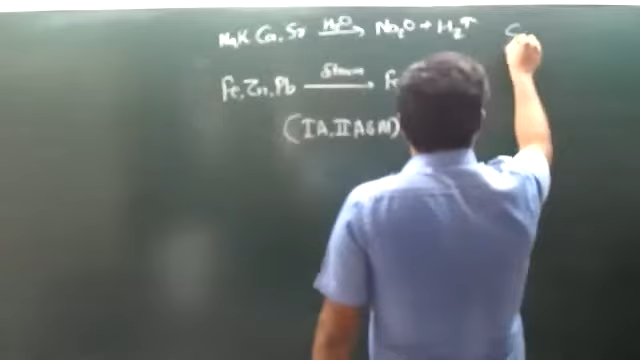 Na,K Ca,Sr —H₂O→ Na₂O + H₂↑
Fe,Zn,Pb —Steam→ Fe
(IA, IIA & M)